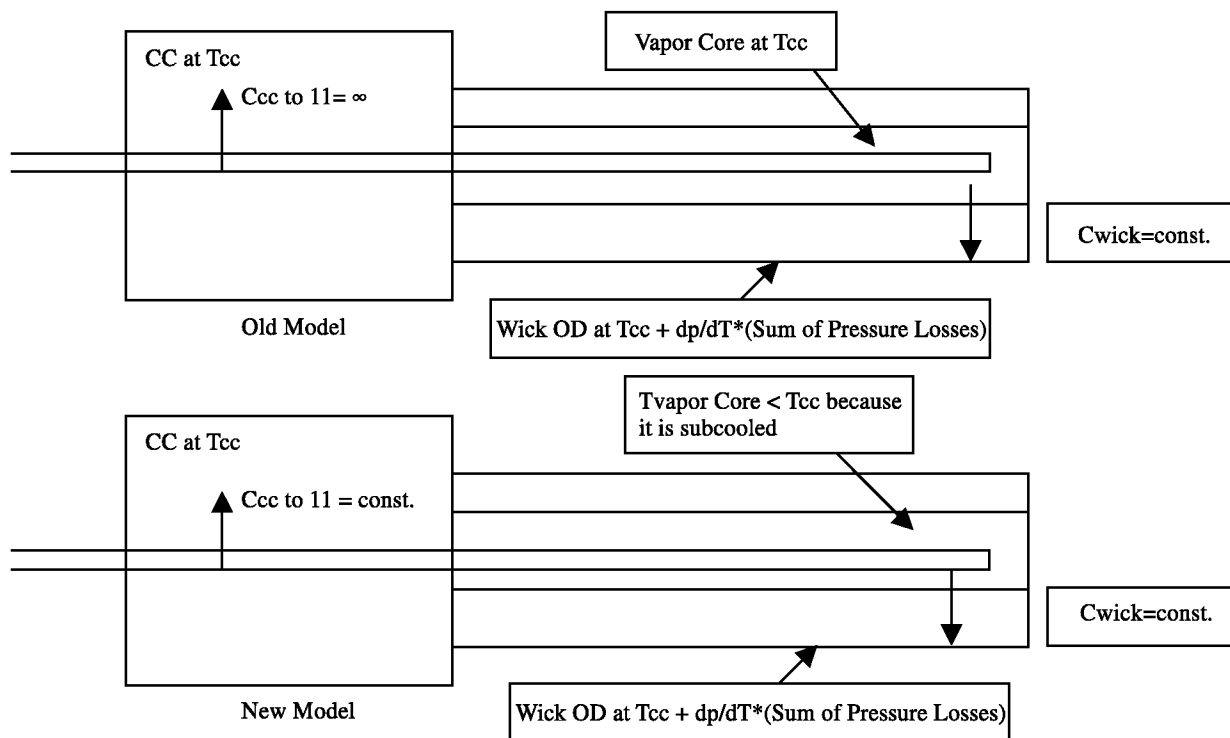 CC at Tcc
Ccc to 11= ∞
Vapor Core at Tcc
Cwick=const.
Wick OD at Tcc + dp/dT*(Sum of Pressure Losses)
Old Model
Tvapor Core < Tcc because
it is subcooled
CC at Tcc
Ccc to 11 = const.
Cwick=const.
Wick OD at Tcc + dp/dT*(Sum of Pressure Losses)
New Model